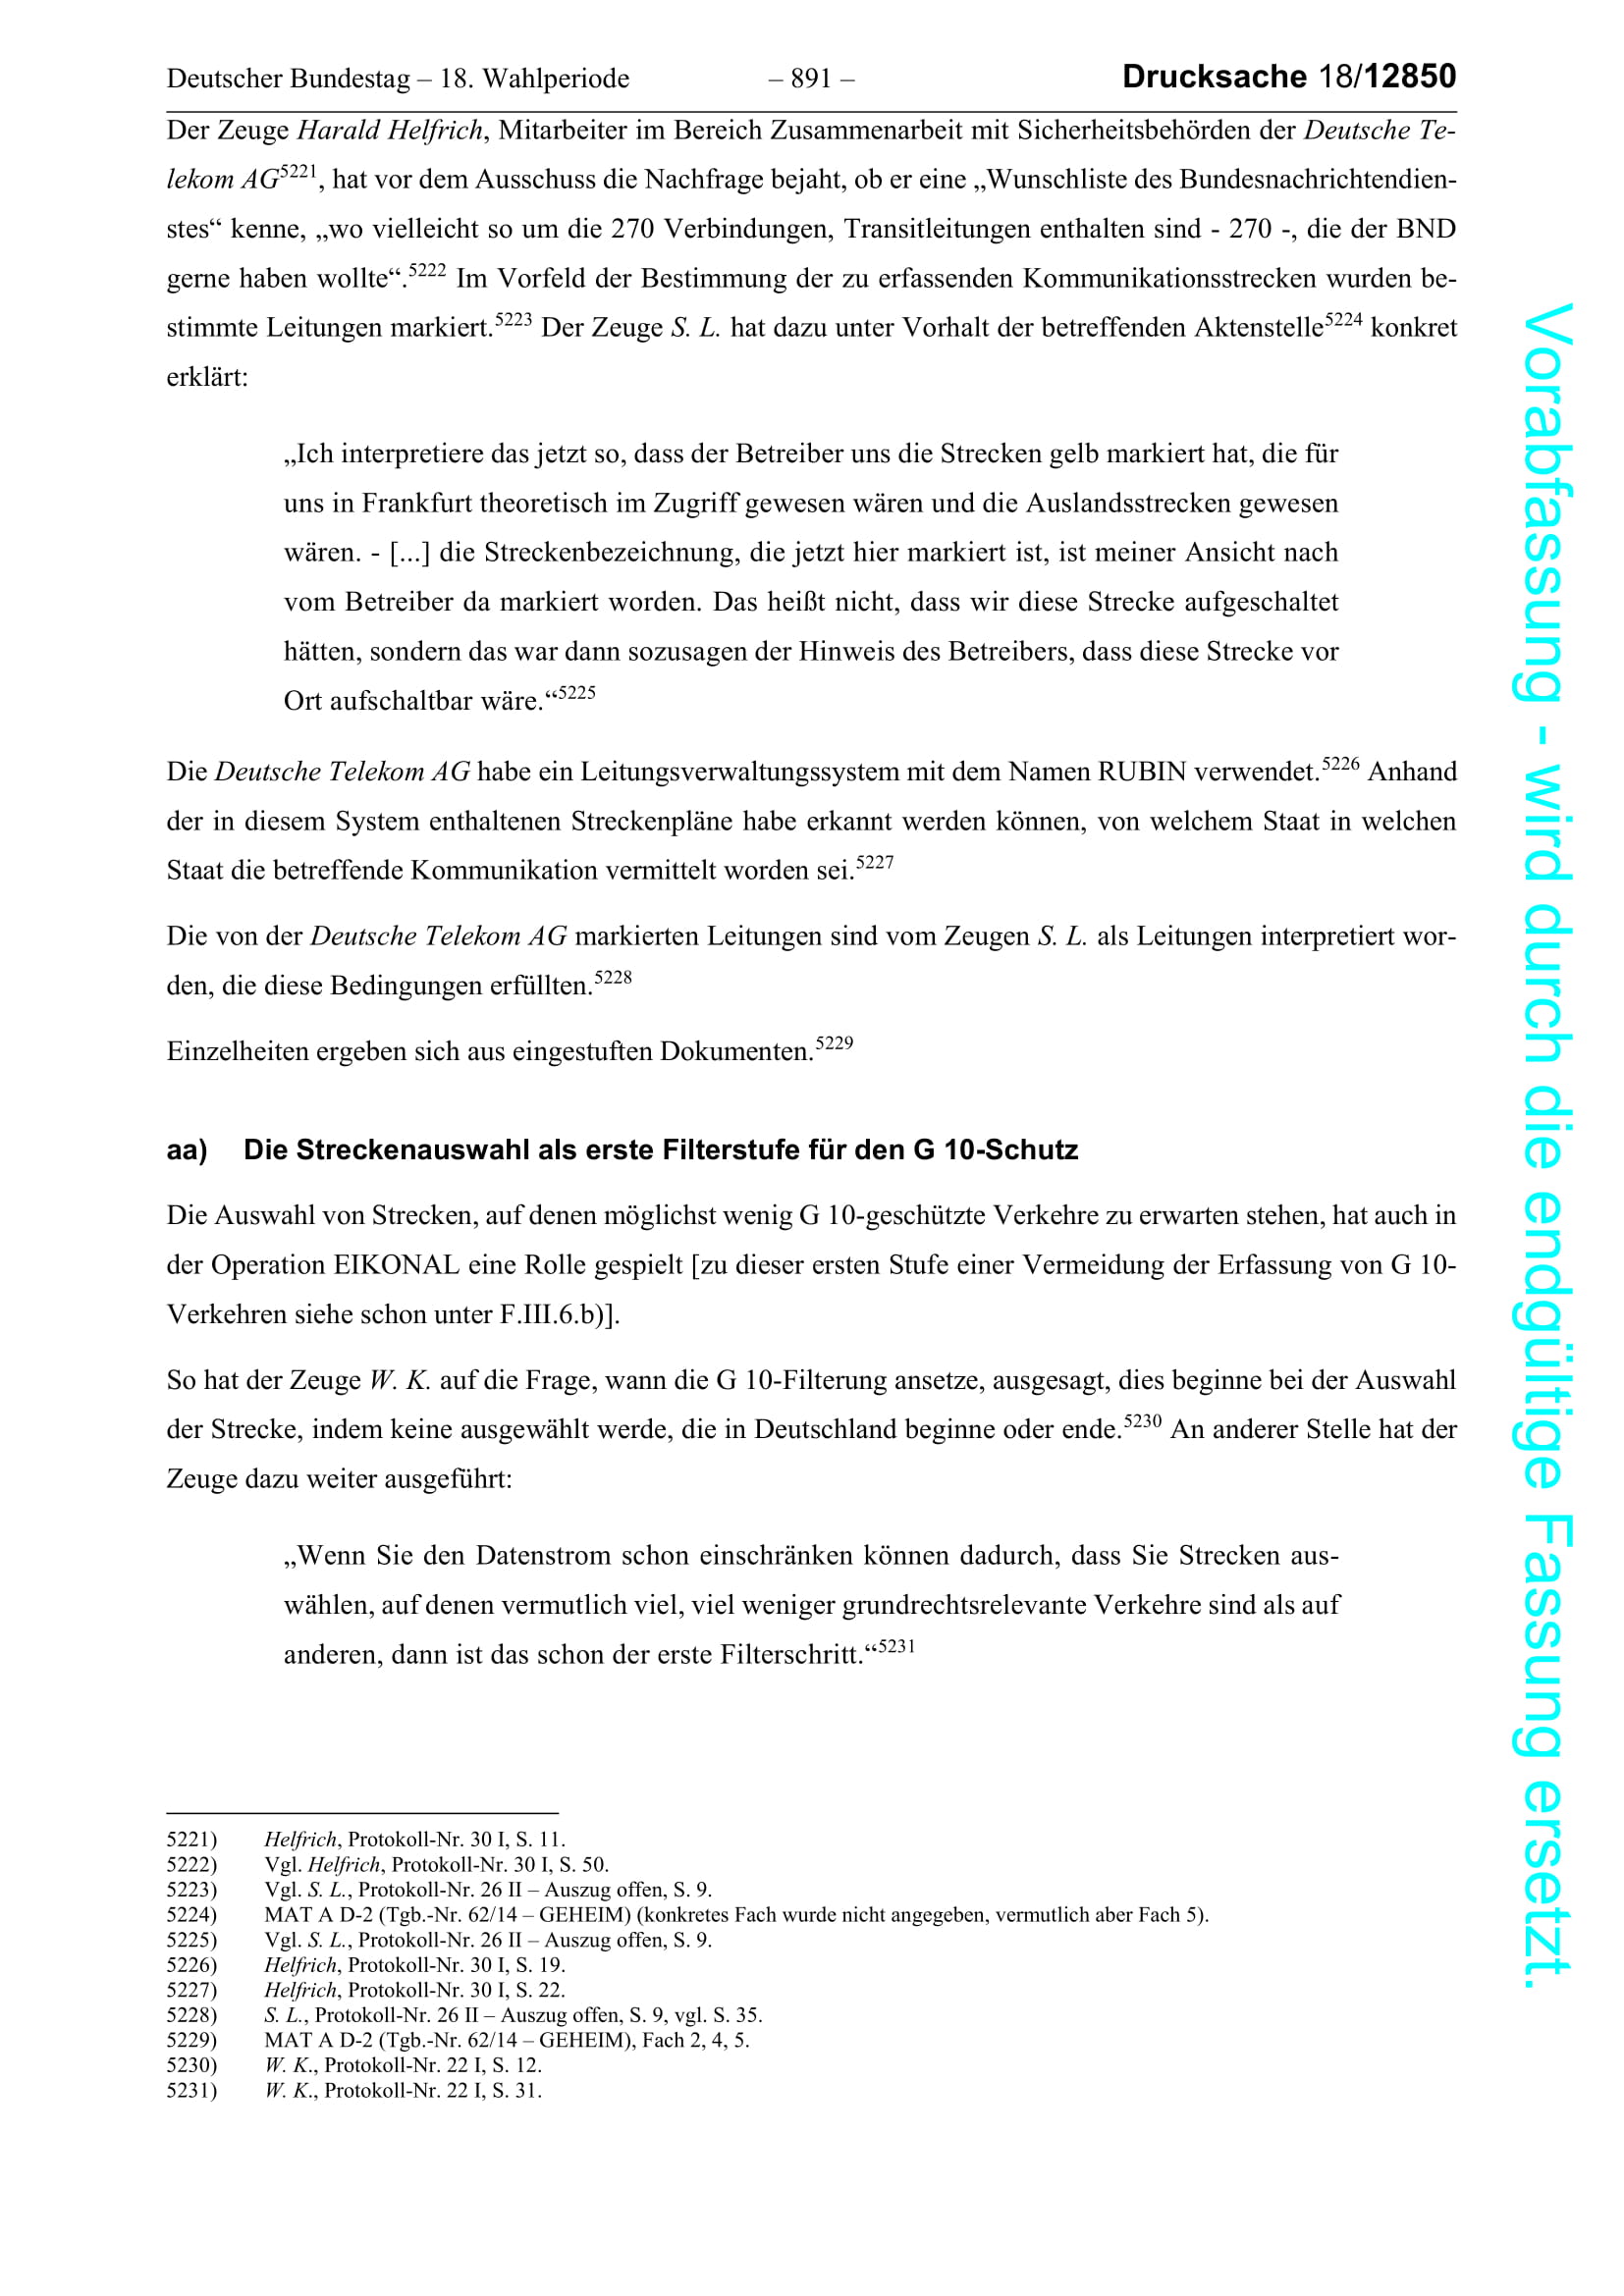 Deutscher Bundestag – 18. Wahlperiode – 891 – Drucksache 18/12850
Der Zeuge Harald Helfrich, Mitarbeiter im Bereich Zusammenarbeit mit Sicherheitsbehörden der Deutsche Te-
lekom AG5221, hat vor dem Ausschuss die Nachfrage bejaht, ob er eine „Wunschliste des Bundesnachrichtendien-
stes“ kenne, „wo vielleicht so um die 270 Verbindungen, Transitleitungen enthalten sind - 270 -, die der BND
gerne haben wollte“.5222 Im Vorfeld der Bestimmung der zu erfassenden Kommunikationsstrecken wurden be-
stimmte Leitungen markiert.5223 Der Zeuge S. L. hat dazu unter Vorhalt der betreffenden Aktenstelle5224 konkret
erklärt:
„Ich interpretiere das jetzt so, dass der Betreiber uns die Strecken gelb markiert hat, die für
uns in Frankfurt theoretisch im Zugriff gewesen wären und die Auslandsstrecken gewesen
wären. - [...] die Streckenbezeichnung, die jetzt hier markiert ist, ist meiner Ansicht nach
vom Betreiber da markiert worden. Das heißt nicht, dass wir diese Strecke aufgeschaltet
hätten, sondern das war dann sozusagen der Hinweis des Betreibers, dass diese Strecke vor
Ort aufschaltbar wäre.“5225
Die Deutsche Telekom AG habe ein Leitungsverwaltungssystem mit dem Namen RUBIN verwendet.5226 Anhand
der in diesem System enthaltenen Streckenpläne habe erkannt werden können, von welchem Staat in welchen
Staat die betreffende Kommunikation vermittelt worden sei.5227
Die von der Deutsche Telekom AG markierten Leitungen sind vom Zeugen S. L. als Leitungen interpretiert wor-
den, die diese Bedingungen erfüllten.5228
Einzelheiten ergeben sich aus eingestuften Dokumenten.5229
aa) Die Streckenauswahl als erste Filterstufe für den G 10-Schutz
Die Auswahl von Strecken, auf denen möglichst wenig G 10-geschützte Verkehre zu erwarten stehen, hat auch in
der Operation EIKONAL eine Rolle gespielt [zu dieser ersten Stufe einer Vermeidung der Erfassung von G 10-
Verkehren siehe schon unter F.III.6.b)].
So hat der Zeuge W. K. auf die Frage, wann die G 10-Filterung ansetze, ausgesagt, dies beginne bei der Auswahl
der Strecke, indem keine ausgewählt werde, die in Deutschland beginne oder ende.5230 An anderer Stelle hat der
Zeuge dazu weiter ausgeführt:
„Wenn Sie den Datenstrom schon einschränken können dadurch, dass Sie Strecken aus-
wählen, auf denen vermutlich viel, viel weniger grundrechtsrelevante Verkehre sind als auf
anderen, dann ist das schon der erste Filterschritt.“5231
5221) Helfrich, Protokoll-Nr. 30 I, S. 11.
5222) Vgl. Helfrich, Protokoll-Nr. 30 I, S. 50.
5223) Vgl. S. L., Protokoll-Nr. 26 II – Auszug offen, S. 9.
5224) MAT A D-2 (Tgb.-Nr. 62/14 – GEHEIM) (konkretes Fach wurde nicht angegeben, vermutlich aber Fach 5).
5225) Vgl. S. L., Protokoll-Nr. 26 II – Auszug offen, S. 9.
5226) Helfrich, Protokoll-Nr. 30 I, S. 19.
5227) Helfrich, Protokoll-Nr. 30 I, S. 22.
5228) S. L., Protokoll-Nr. 26 II – Auszug offen, S. 9, vgl. S. 35.
5229) MAT A D-2 (Tgb.-Nr. 62/14 – GEHEIM), Fach 2, 4, 5.
5230) W. K., Protokoll-Nr. 22 I, S. 12.
5231) W. K., Protokoll-Nr. 22 I, S. 31.
Vorabfassung - wird durch die endgültige Fassung ersetzt.